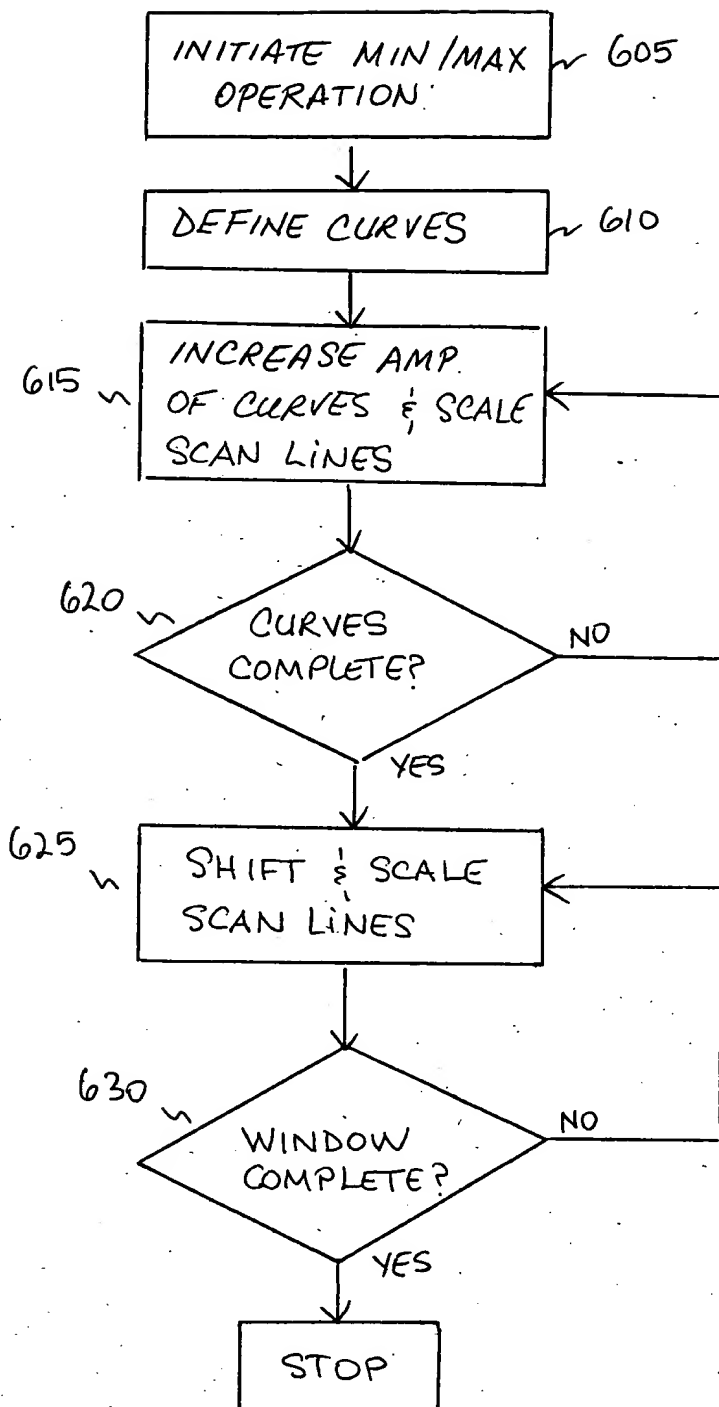 INITIATE MIN/MAX
OPERATION
605
DEFINE CURVES
610
615
INCREASE AMP.
OF CURVES & SCALE
SCAN LINES
620
CURVES
COMPLETE?
NO
YES
625
SHIFT & SCALE
SCAN LINES
630
WINDOW
COMPLETE?
NO
YES
STOP